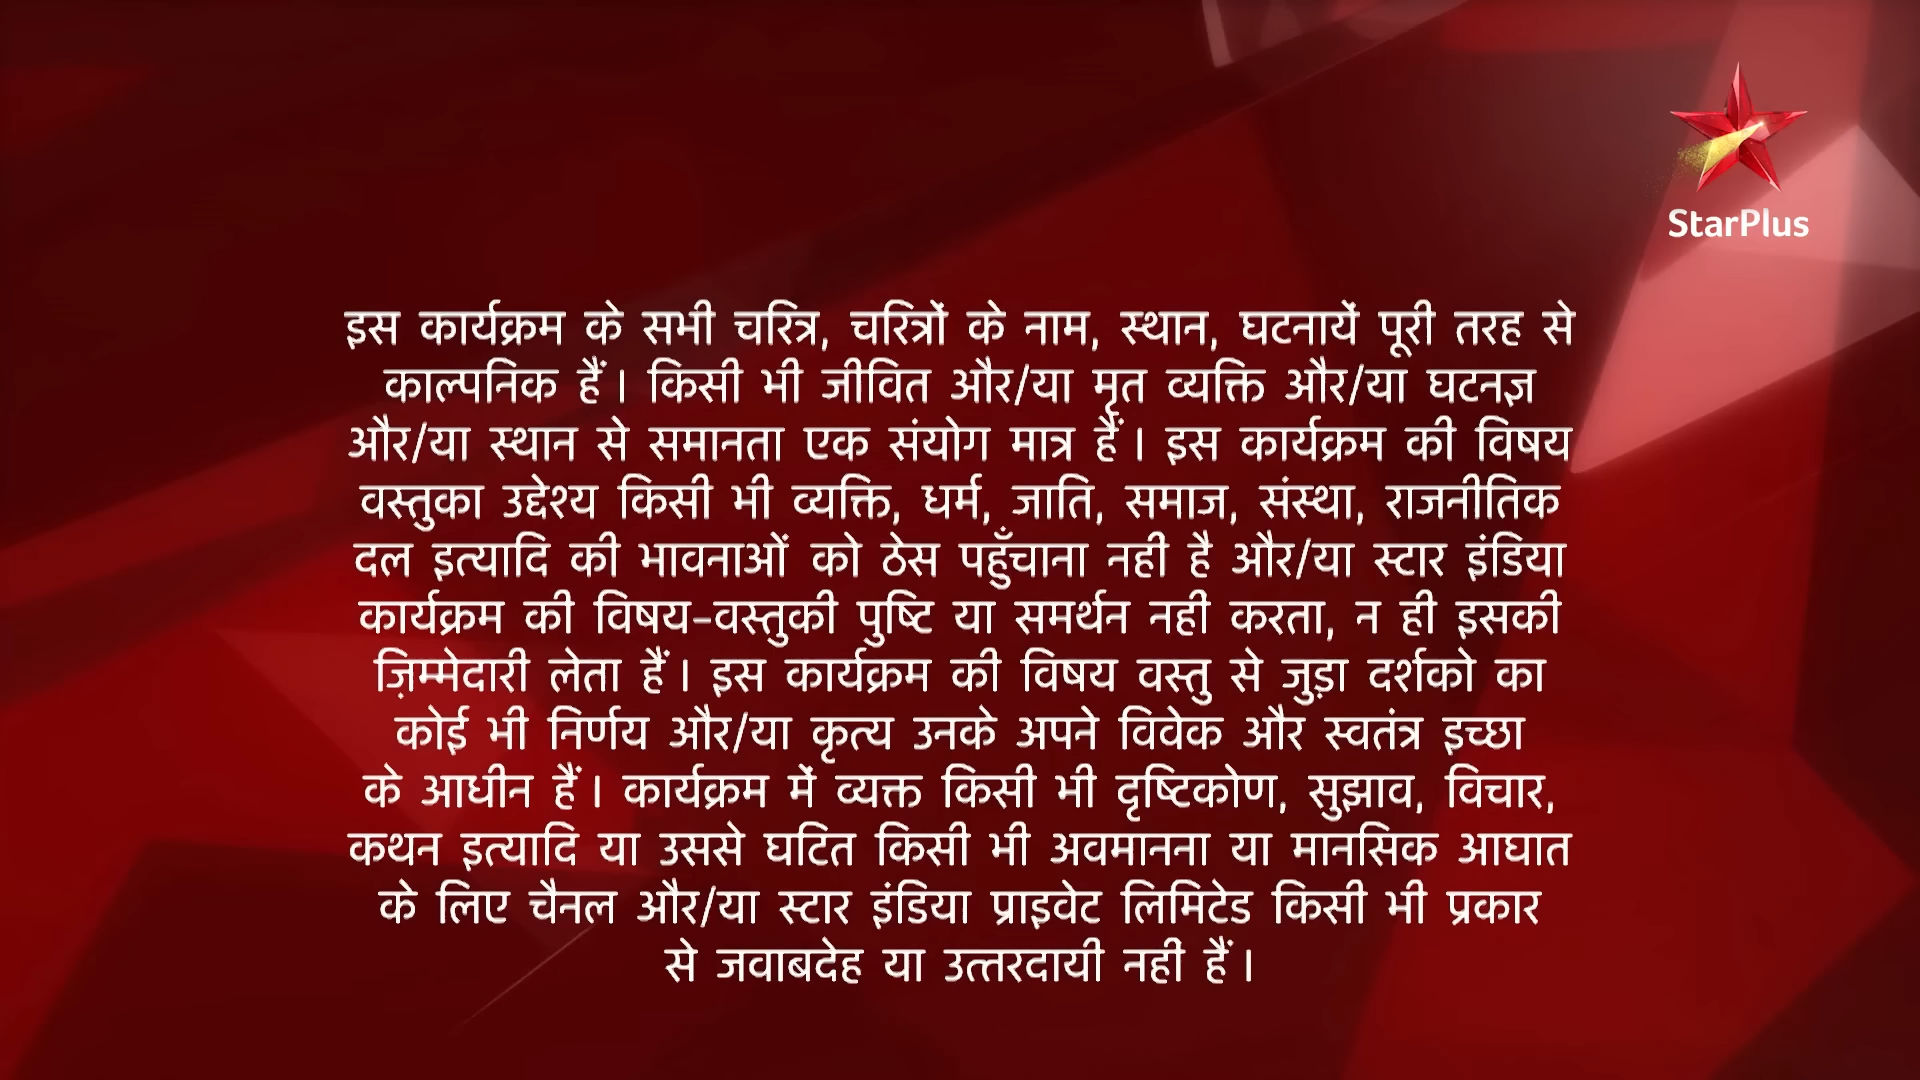 StarPlus
इस कार्यक्रम के सभी चरित्र, चरित्रों के नाम, स्थान, घटनायें पूरी तरह से
काल्पनिक हैं। किसी भी जीवित और/या मृत व्यक्ति और/या घटनज्ञ
और/या स्थान से समानता एक संयोग मात्र हैं। इस कार्यक्रम की विषय
वस्तुका उद्देश्य किसी भी व्यक्ति, धर्म, जाति, समाज, संस्था, राजनीतिक
दल इत्यादि की भावनाओं को ठेस पहुँचाना नही है और/या स्टार इंडिया
कार्यक्रम की विषय-वस्तुकी पुष्टि या समर्थन नही करता, न ही इसकी
ज़िम्मेदारी लेता हैं। इस कार्यक्रम की विषय वस्तु से जुड़ा दर्शको का
कोई भी निर्णय और/या कृत्य उनके अपने विवेक और स्वतंत्र इच्छा
के आधीन हैं। कार्यक्रम में व्यक्त किसी भी दृष्टिकोण, सुझाव, विचार,
कथन इत्यादि या उससे घटित किसी भी अवमानना या मानसिक आघात
के लिए चैनल और/या स्टार इंडिया प्राइवेट लिमिटेड किसी भी प्रकार
से जवाबदेह या उत्तरदायी नही हैं।